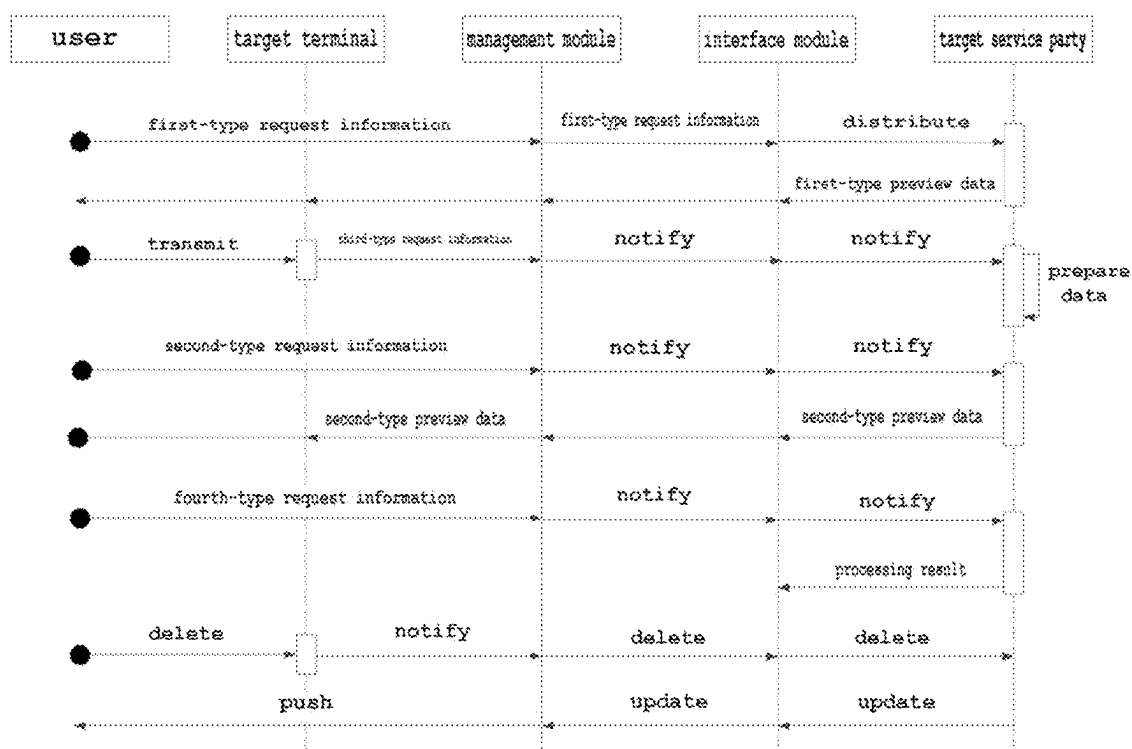 user
target terminal
management module
interface module
target service party
first-type request information
first-type request information
distribute
first-type preview data
transmit
third-type request information
notify
notify
prepare
data
second-type request information
notify
notify
second-type preview data
second-type preview data
fourth-type request information
notify
notify
processing result
delete
notify
delete
delete
push
update
update